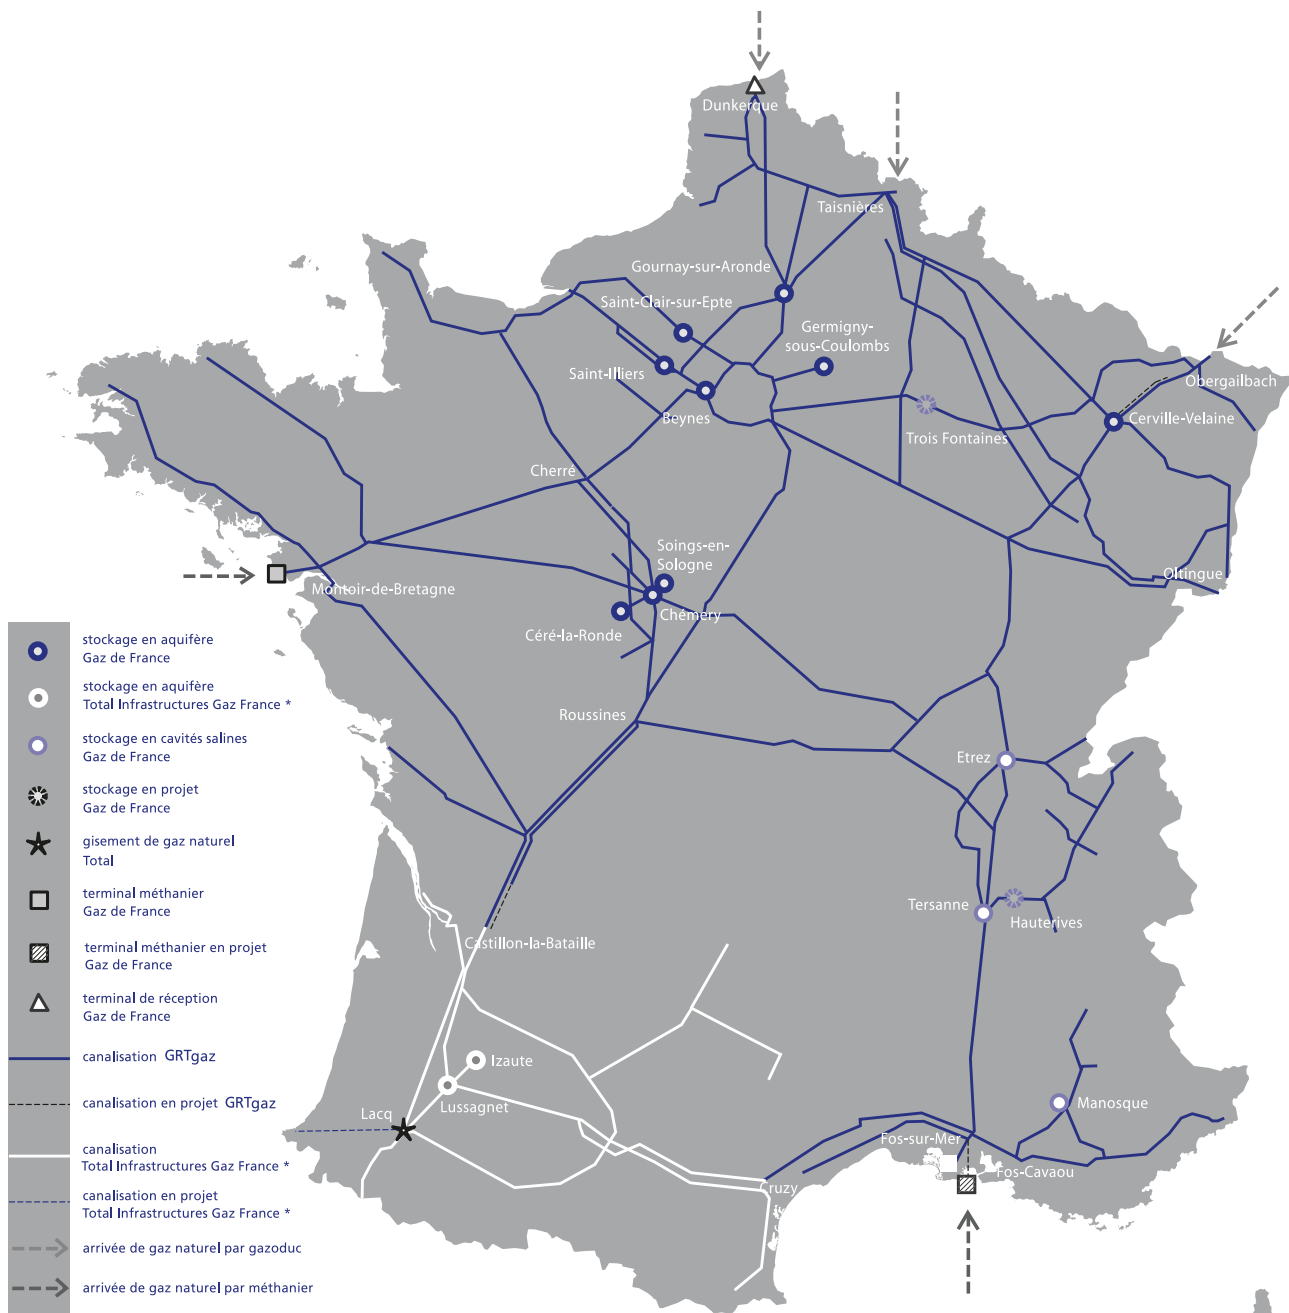 Dunkerque
Taisnières
Gournay-sur-Aronde
Saint-Clair-sur-Epte
Germigny-
sous-Coulombs
Saint-Illiers
Obergailbach
Beynes
Cerville-Velaine
Trois Fontaines
Cherré
Soings-en-
Sologne
Oltingue
Montoir-de-Bretagne
Chémery
Céré-la-Ronde
Roussines
Etrez
Tersanne
Hauterives
Castillon-la-Bataille
Izaute
Lussagnet
Lacq
Manosque
Fos-sur-Mer
Fos-Cavaou
Cruzy
stockage en aquifère
Gaz de France
stockage en aquifère
Total Infrastructures Gaz France *
stockage en cavités salines
Gaz de France
stockage en projet
Gaz de France
gisement de gaz naturel
Total
terminal méthanier
Gaz de France
terminal méthanier en projet
Gaz de France
terminal de réception
Gaz de France
canalisation GRTgaz
canalisation en projet GRTgaz
canalisation
Total Infrastructures Gaz France *
canalisation en projet
Total Infrastructures Gaz France *
arrivée de gaz naturel par gazoduc
arrivée de gaz naturel par méthanier